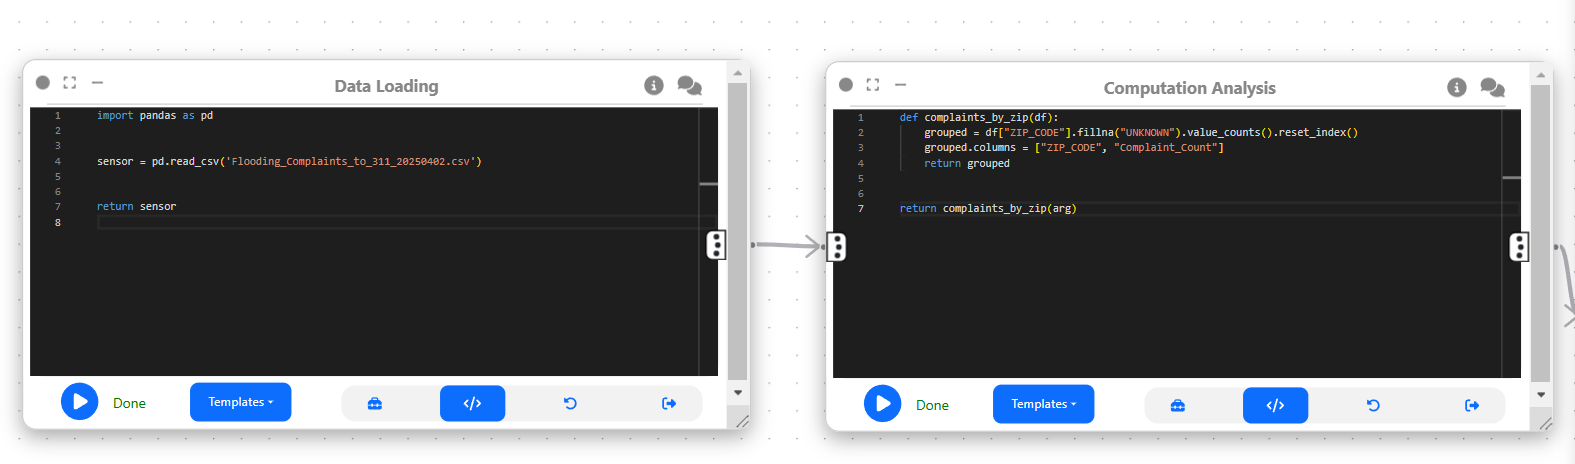 Data Loading
1 import pandas as pd
2
3
4 sensor = pd.read_csv('Flooding_Complaints_to_311_20250402.csv')
5
6
7 return sensor
8
Done
Templates
</>
Computation Analysis
1 def complaints_by_zip(df):
2     grouped = df["ZIP_CODE"].fillna("UNKNOWN").value_counts().reset_index()
3     grouped.columns = ["ZIP_CODE", "Complaint_Count"]
4     return grouped
5
6
7 return complaints_by_zip(arg)
Done
Templates
</>